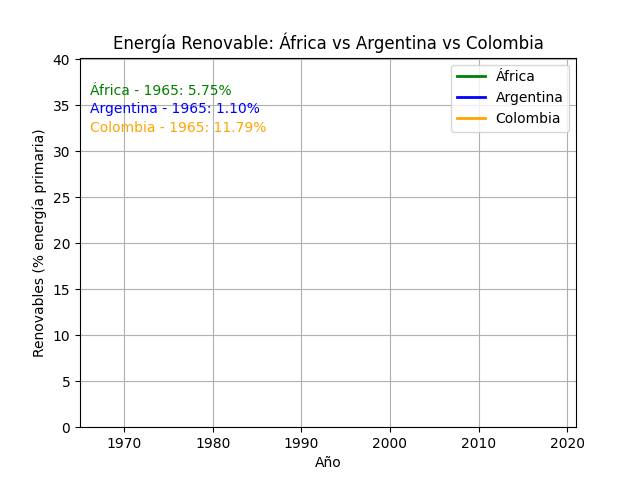 Energía Renovable: África vs Argentina vs Colombia
África - 1965: 5.75%
Argentina - 1965: 1.10%
Colombia - 1965: 11.79%
África
Argentina
Colombia
Renovables (% energía primaria)
40
35
30
25
20
15
10
5
0
1970 1980 1990 2000 2010 2020
Año